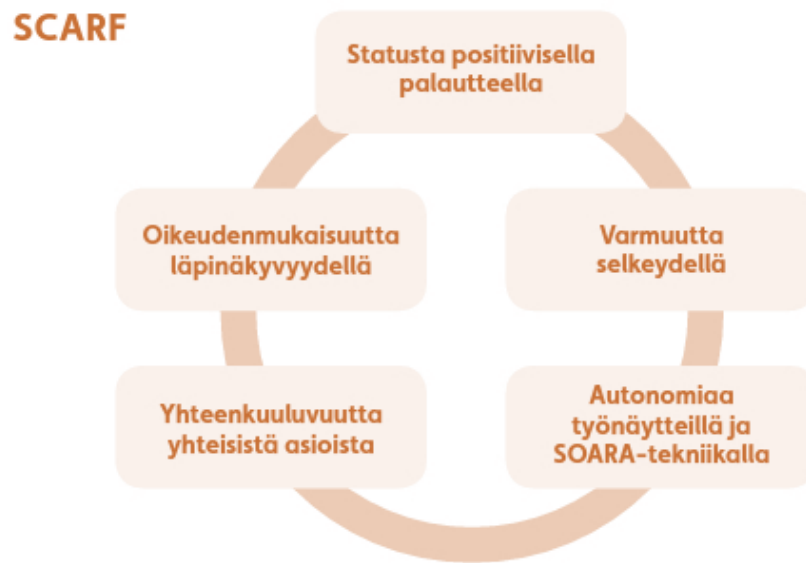 SCARF
Statusta positiivisella
palautteella
Varmuutta
selkeydellä
Autonomiaa
työnäytteillä ja
SOARA-tekniikalla
Yhteenkuuluvuutta
yhteisistä asioista
Oikeudenmukaisuutta
läpinäkyvyydellä